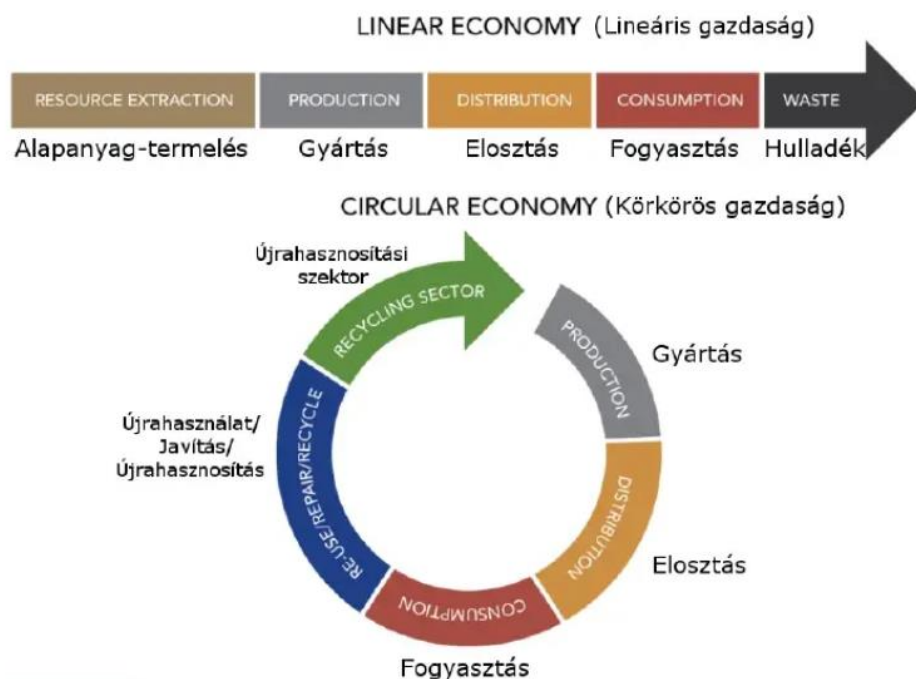 LINEAR ECONOMY (Lineáris gazdaság)
RESOURCE EXTRACTION PRODUCTION DISTRIBUTION CONSUMPTION WASTE
Alapanyag-termelés Gyártás Elosztás Fogyasztás Hulladék
CIRCULAR ECONOMY (Körkörös gazdaság)
Újrahasznosítási
szektor
RECYCLING SECTOR
PRODUCTION
Gyártás
Újrahasználat/
Javítás/
Újrahasznosítás
RE-USE/REPAIR/RECYCLE
DISTRIBUTION
Elosztás
CONSUMPTION
Fogyasztás